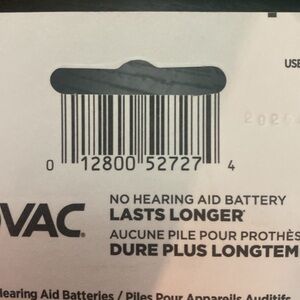 USE
0 12800 52727 4
OVAC®
NO HEARING AID BATTERY
LASTS LONGER*
AUCUNE PILE POUR PROTHÈS
DURE PLUS LONGTEM
Hearing Aid Batteries / Piles Pour Appareils Auditifs